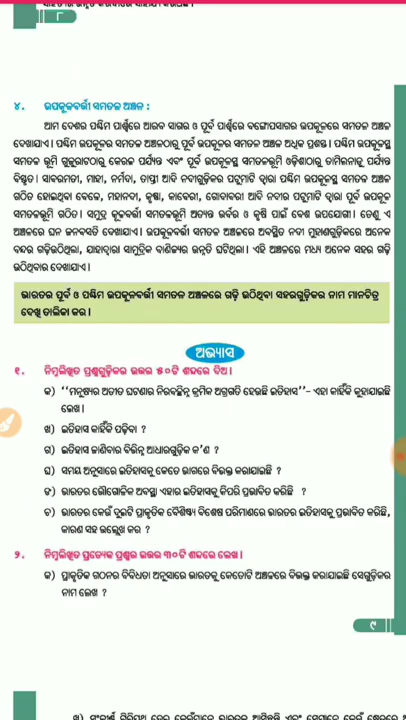 ୮
୪. ଉପକୂଳବର୍ତ୍ତୀ ସମତଳ ଅଞ୍ଚଳ :
ଆମ ଦେଶର ପଶ୍ଚିମ ପାର୍ଶ୍ୱରେ ଆରବ ସାଗର ଓ ପୂର୍ବ ପାର୍ଶ୍ୱରେ ବଙ୍ଗୋପସାଗର ଉପକୂଳରେ ସମତଳ ଅଞ୍ଚଳ
ଦେଖାଯାଏ । ପଶ୍ଚିମ ଉପକୂଳର ସମତଳ ଅଞ୍ଚଳଠାରୁ ପୂର୍ବ ଉପକୂଳର ସମତଳ ଅଞ୍ଚଳ ଅଧିକ ପ୍ରଶସ୍ତ । ପଶ୍ଚିମ ଉପକୂଳସ୍ଥ
ସମତଳ ଭୂମି ଗୁଜୁରାଟଠାରୁ କେରଳ ପର୍ଯ୍ୟନ୍ତ ଏବଂ ପୂର୍ବ ଉପକୂଳସ୍ଥ ସମତଳଭୂମି ଓଡ଼ିଶାଠାରୁ ତାମିଲନାଡୁ ପର୍ଯ୍ୟନ୍ତ
ବିସ୍ତୃତ । ସାବରମତୀ, ମାହୀ, ନର୍ମଦା, ତାପ୍ତୀ ଆଦି ନଦୀଗୁଡ଼ିକର ପଟୁମାଟି ଦ୍ୱାରା ପଶ୍ଚିମ ଉପକୂଳସ୍ଥ ସମତଳ ଅଞ୍ଚଳ
ଗଠିତ ହୋଇଥିବା ବେଳେ, ମହାନଦୀ, କୃଷ୍ଣା, କାବେରୀ, ଗୋଦାବରୀ ଆଦି ନଦୀର ପଟୁମାଟି ଦ୍ୱାରା ପୂର୍ବ ଉପକୂଳ
ସମତଳଭୂମି ଗଠିତ । ସମୁଦ୍ର କୂଳବର୍ତ୍ତୀ ସମତଳଭୂମି ଅତ୍ୟନ୍ତ ଉର୍ବର ଓ କୃଷି ପାଇଁ ବେଶ ଉପଯୋଗୀ । ତେଣୁ ଏ
ଅଞ୍ଚଳରେ ଘନ ଜନବସତି ଦେଖାଯାଏ । ଉପକୂଳବର୍ତ୍ତୀ ସମତଳ ଅଞ୍ଚଳରେ ଅବସ୍ଥିତ ନଦୀ ମୁହାଣଗୁଡ଼ିକରେ ଅନେକ
ବନ୍ଦର ଗଢ଼ିଉଠିଥିଲା, ଯାହାଦ୍ୱାରା ସାମୁଦ୍ରିକ ବାଣିଜ୍ୟର ଉନ୍ନତି ଘଟିଥିଲା । ଏହି ଅଞ୍ଚଳରେ ମଧ୍ୟ ଅନେକ ସହର ଗଢ଼ି
ଉଠିଥିବାର ଦେଖାଯାଏ ।
ଭାରତର ପୂର୍ବ ଓ ପଶ୍ଚିମ ଉପକୂଳବର୍ତ୍ତୀ ସମତଳ ଅଞ୍ଚଳରେ ଗଢ଼ି ଉଠିଥିବା ସହରଗୁଡ଼ିକର ନାମ ମାନଚିତ୍ର
ଦେଖି ତାଲିକା କର ।
ଅଭ୍ୟାସ
୧. ନିମ୍ନଲିଖିତ ପ୍ରଶ୍ନଗୁଡ଼ିକର ଉତ୍ତର ୫୦ଟି ଶବ୍ଦରେ ଦିଅ ।
କ) ‘‘ମନୁଷ୍ୟର ଅତୀତ ଘଟଣାର ନିରବଚ୍ଛିନ୍ନ କ୍ରମିକ ଅଗ୍ରଗତି ହେଉଛି ଇତିହାସ’’- ଏହା କାହିଁକି କୁହାଯାଇଛି
ଲେଖ ।
ଖ) ଇତିହାସ କାହିଁକି ପଢ଼ିବା ?
ଗ) ଇତିହାସ ଜାଣିବାର ବିଭିନ୍ନ ଆଧାରଗୁଡ଼ିକ କ'ଣ ?
ଘ) ସମୟ ଅନୁସାରେ ଇତିହାସକୁ କେତେ ଭାଗରେ ବିଭକ୍ତ କରାଯାଇଛି ?
ଙ) ଭାରତର ଭୌଗୋଳିକ ଅବସ୍ଥା ଏହାର ଇତିହାସକୁ କିପରି ପ୍ରଭାବିତ କରିଛି ?
ଚ) ଭାରତର କେଉଁ ଦୁଇଟି ପ୍ରାକୃତିକ ବୈଶିଷ୍ଟ୍ୟ ବିଶେଷ ପରିମାଣରେ ଭାରତର ଇତିହାସକୁ ପ୍ରଭାବିତ କରିଛି,
କାରଣ ସହ ଉଲ୍ଲେଖ କର ?
୨. ନିମ୍ନଲିଖିତ ପ୍ରତ୍ୟେକ ପ୍ରଶ୍ନର ଉତ୍ତର ୩୦ଟି ଶବ୍ଦରେ ଲେଖ ।
କ) ପ୍ରାକୃତିକ ଗଠନର ବିବିଧତା ଅନୁସାରେ ଭାରତକୁ କେତୋଟି ଅଞ୍ଚଳରେ ବିଭକ୍ତ କରାଯାଇଛି ସେଗୁଡ଼ିକର
ନାମ ଲେଖ ?
୯